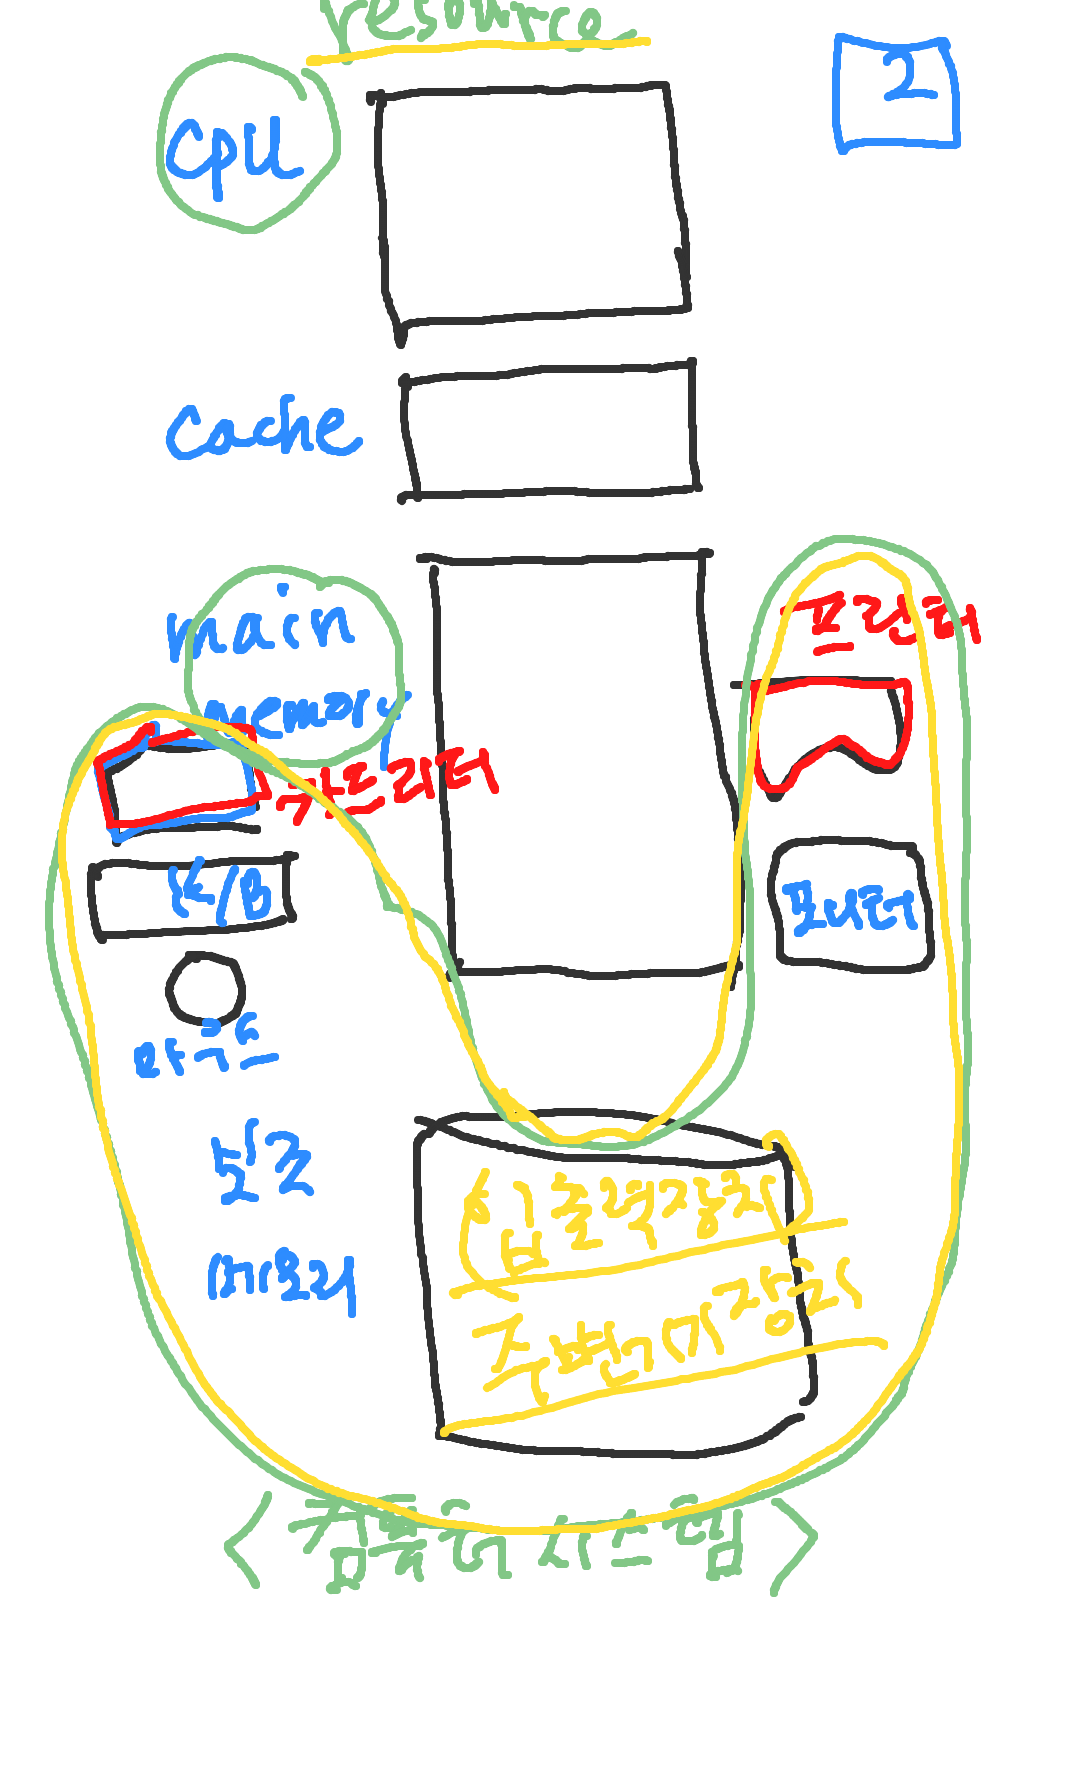 resource
2
CPU
Cache
main
memory
프린터
카드리더
K/B
모니터
마우스
보조
메모리
(입출력장치)
주변기기장치
<컴퓨터 시스템>